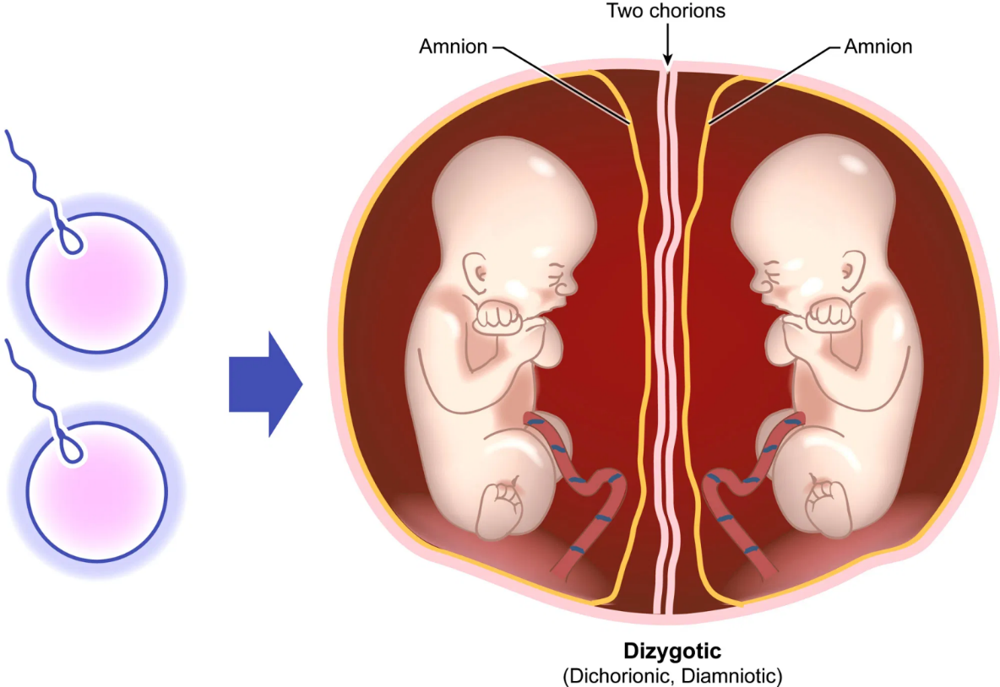 Two chorions
Amnion
Amnion
Dizygotic
(Dichorionic, Diamniotic)